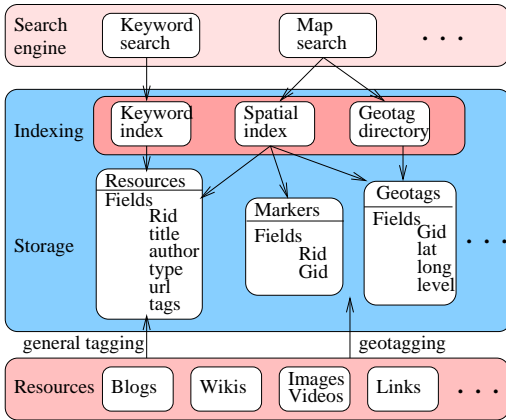 Search
engine
Keyword
search
Map
search
. . .
Indexing
Keyword
index
Spatial
index
Geotag
directory
Storage
Resources
Fields
Rid
title
author
type
url
tags
Markers
Fields
Rid
Gid
Geotags
Fields
Gid
lat
long
level
. . .
general tagging
geotagging
Resources
Blogs
Wikis
Images
Videos
Links
. . .